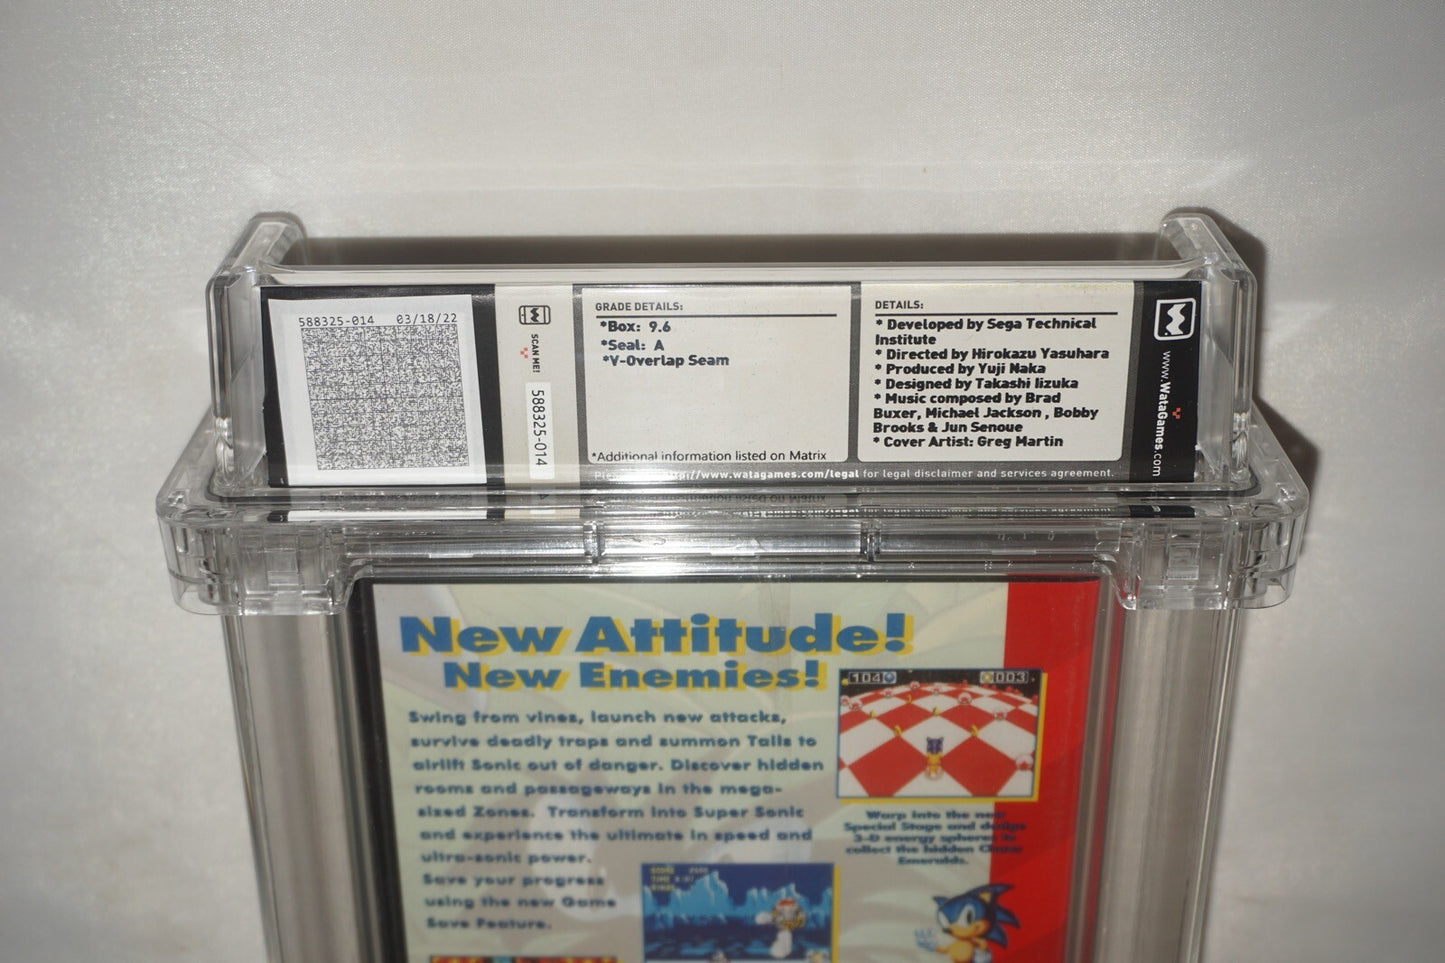 588325-014 03/18/22
SCAN ME!
588325-014
GRADE DETAILS:
*Box: 9.6
*Seal: A
*V-Overlap Seam
*Additional information listed on Matrix
DETAILS:
* Developed by Sega Technical
Institute
* Directed by Hirokazu Yasuhara
* Produced by Yuji Naka
* Designed by Takashi Iizuka
* Music composed by Brad
Buxer, Michael Jackson , Bobby
Brooks & Jun Senoue
* Cover Artist: Greg Martin
www.WataGames.com
//www.watagames.com/legal for legal disclaimer and services agreement.
New Attitude!
New Enemies!
Swing from vines, launch new attacks,
survive deadly traps and summon Tails to
airlift Sonic out of danger. Discover hidden
rooms and passageways in the mega-
sized Zones. Transform into Super Sonic
and experience the ultimate in speed and
ultra-sonic power.
Save your progress
using the new Game
Save Feature.
104
003
Warp into the new
Special Stage and dodge
3-D energy spheres to
collect the hidden Chaos
Emeralds.
SCORE
TIME
RINGS